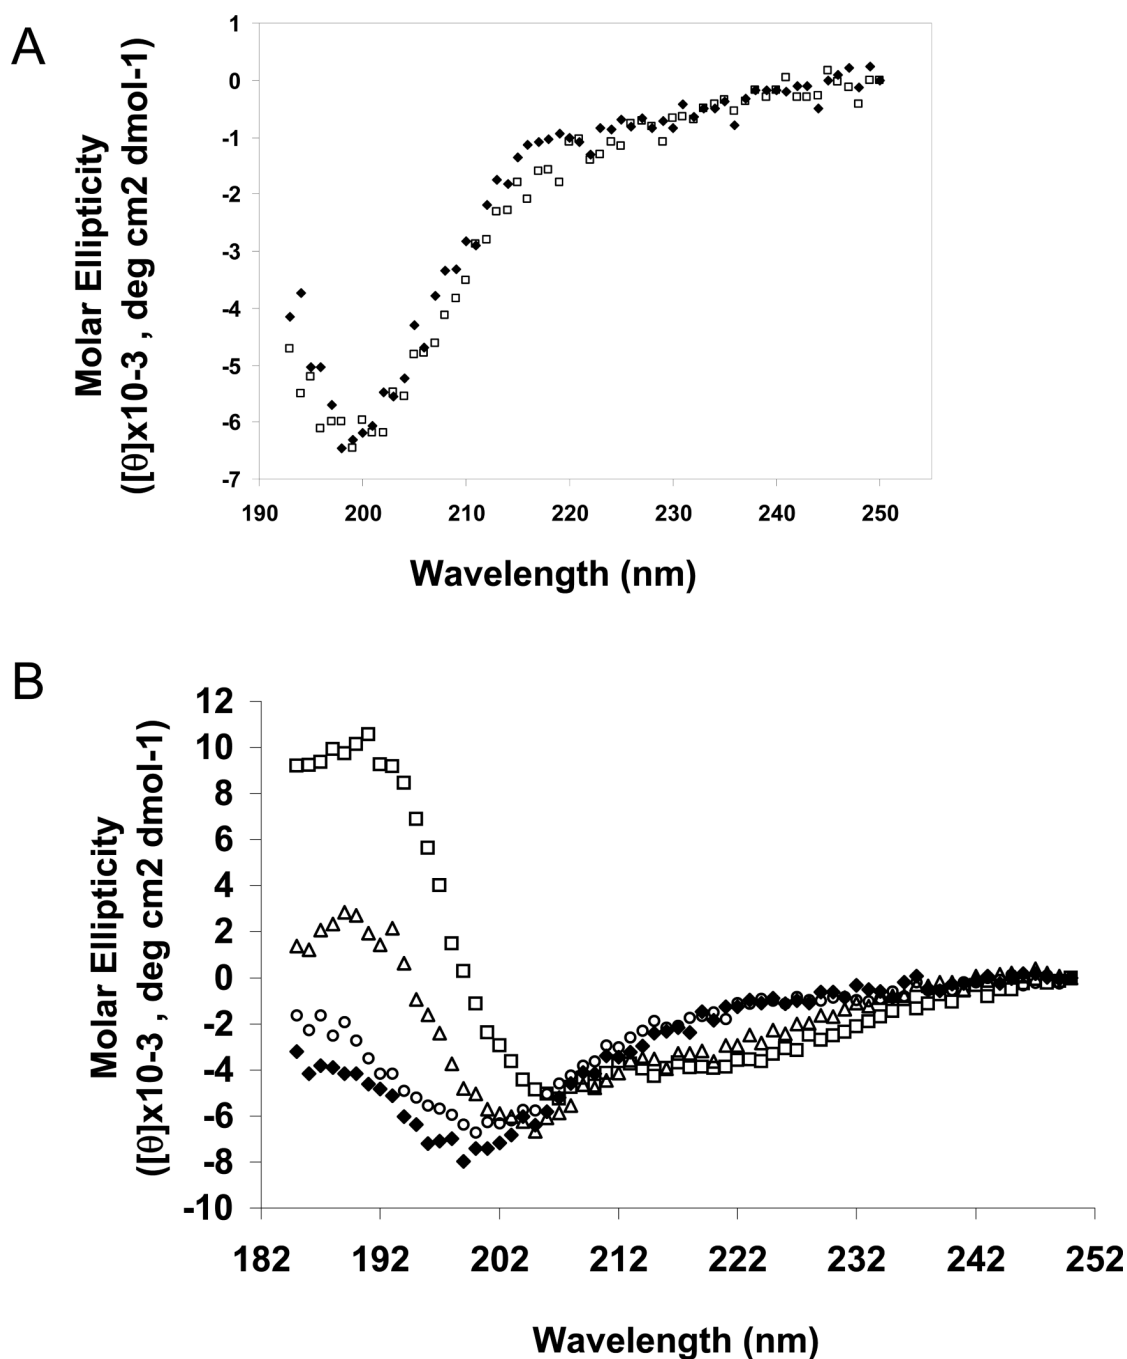 A
Molar Ellipticity
([θ]x10-3 , deg cm2 dmol-1)
1
0
-1
-2
-3
-4
-5
-6
-7
190 200 210 220 230 240 250
Wavelength (nm)
B
Molar Ellipticity
([θ]x10-3 , deg cm2 dmol-1)
12
10
8
6
4
2
0
-2
-4
-6
-8
-10
182 192 202 212 222 232 242 252
Wavelength (nm)